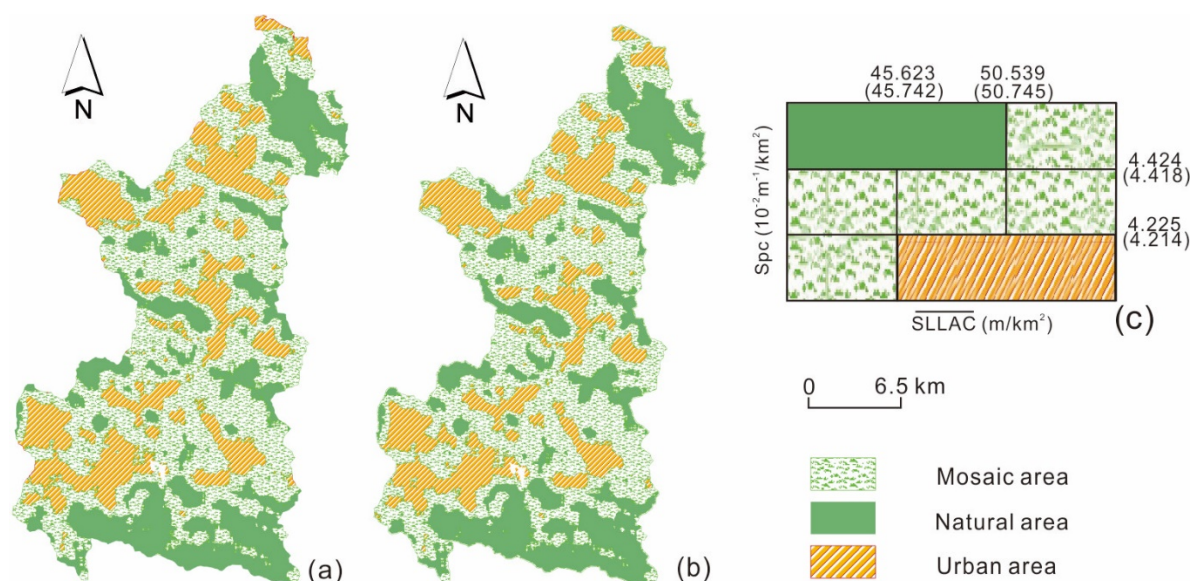 N
N
(a)
(b)
45.623
(45.742)
50.539
(50.745)
4.424
(4.418)
4.225
(4.214)
Spc (10⁻²m⁻¹/km²)
SLLAC (m/km²)
(c)
0 6.5 km
Mosaic area
Natural area
Urban area